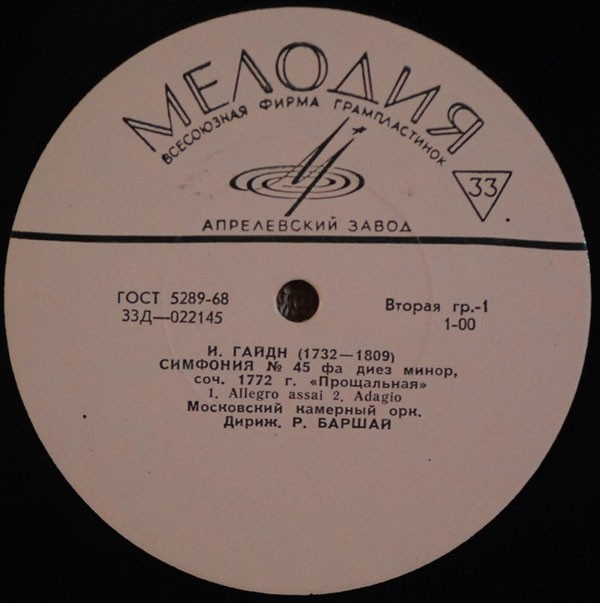 МЕЛОДИЯ
ВСЕСОЮЗНАЯ ФИРМА ГРАМПЛАСТИНОК
33
АПРЕЛЕВСКИЙ ЗАВОД
ГОСТ 5289-68
Вторая гр.-1
33Д—022145
1-00
И. ГАЙДН (1732—1809)
СИМФОНИЯ № 45 фа диез минор,
соч. 1772 г. «Прощальная»
1. Allegro assai 2. Adagio
Московский камерный орк.
Дириж. Р. БАРШАЙ